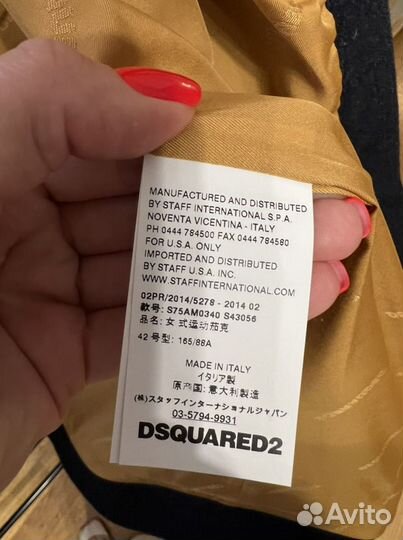 MANUFACTURED AND DISTRIBUTED
BY STAFF INTERNATIONAL S.P.A.
NOVENTA VICENTINA - ITALY
PH 0444 784500 FAX 0444 784580
FOR U.S.A. ONLY
IMPORTED AND DISTRIBUTED
BY STAFF U.S.A. INC.
WWW.STAFFINTERNATIONAL.COM
02PR/2014/5278 - 2014 02
款号: S75AM0340 S43056
品名: 女式运动茄克
42 号型: 165/88A
MADE IN ITALY
イタリア製
原内国: 意大利製造
(株)スタッフインターナショナルジャパン
03-5794-9931
DSQUARED2
Avito